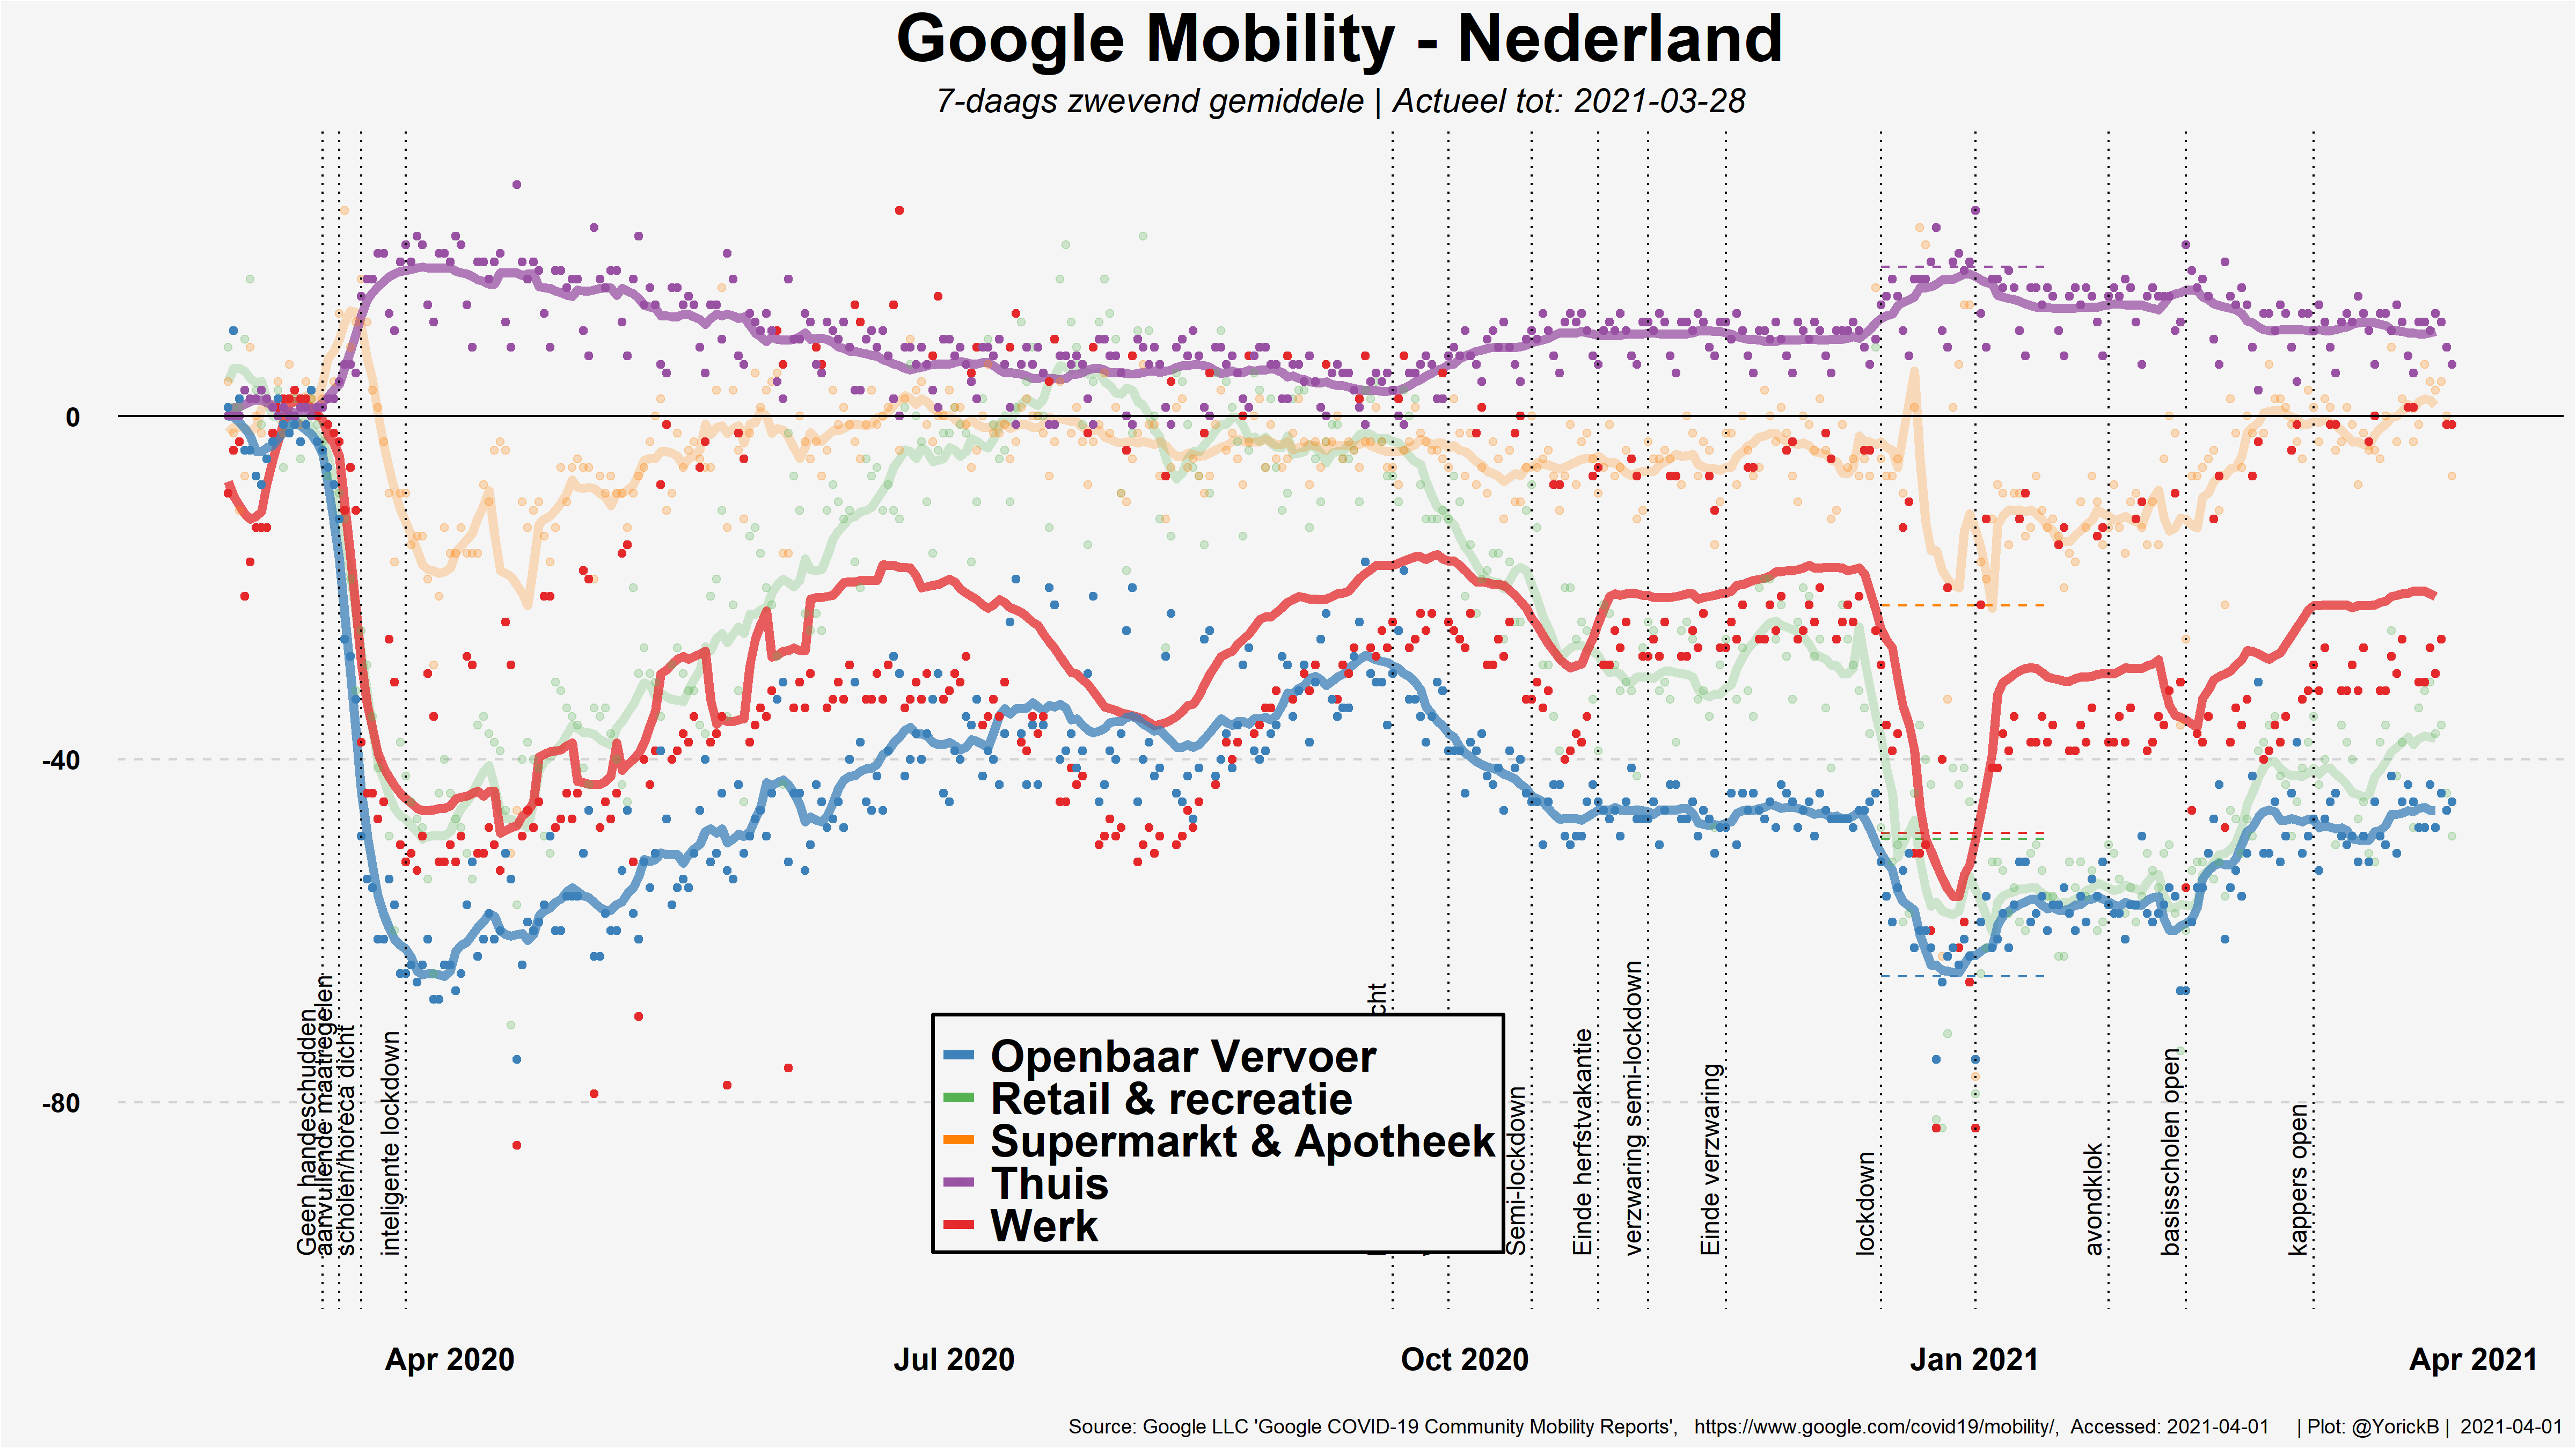 Google Mobility - Nederland
7-daags zwevend gemiddele | Actueel tot: 2021-03-28
0
-40
-80
Geen handeschudden
aanvullende maatregelen
scholen/horeca dicht
inteligente lockdown
Semi-lockdown
Einde herfstvakantie
verzwaring semi-lockdown
Einde verzwaring
lockdown
avondklok
basisscholen open
kappers open
Openbaar Vervoer
Retail & recreatie
Supermarkt & Apotheek
Thuis
Werk
Apr 2020
Jul 2020
Oct 2020
Jan 2021
Apr 2021
Source: Google LLC 'Google COVID-19 Community Mobility Reports', https://www.google.com/covid19/mobility/, Accessed: 2021-04-01 | Plot: @YorickB | 2021-04-01